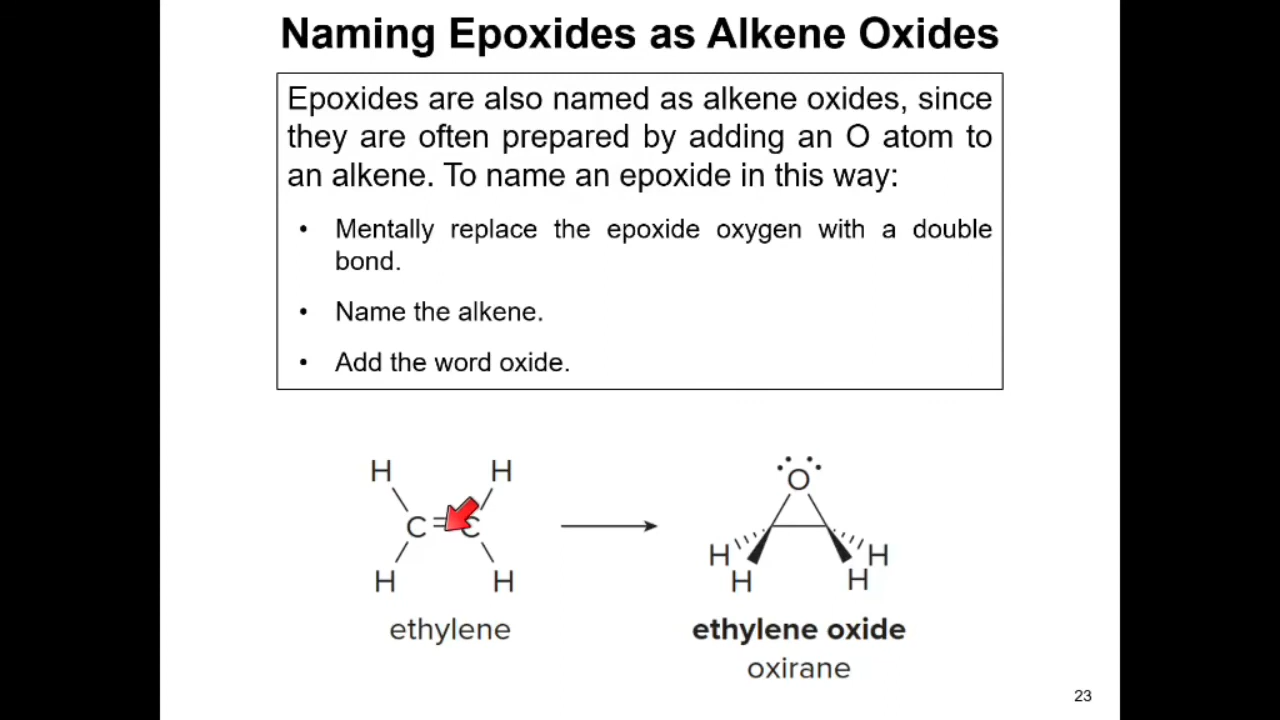 Naming Epoxides as Alkene Oxides
Epoxides are also named as alkene oxides, since
they are often prepared by adding an O atom to
an alkene. To name an epoxide in this way:
• Mentally replace the epoxide oxygen with a double
bond.
• Name the alkene.
• Add the word oxide.
H H
C=C
H H
ethylene
O
H H
H H
ethylene oxide
oxirane
23